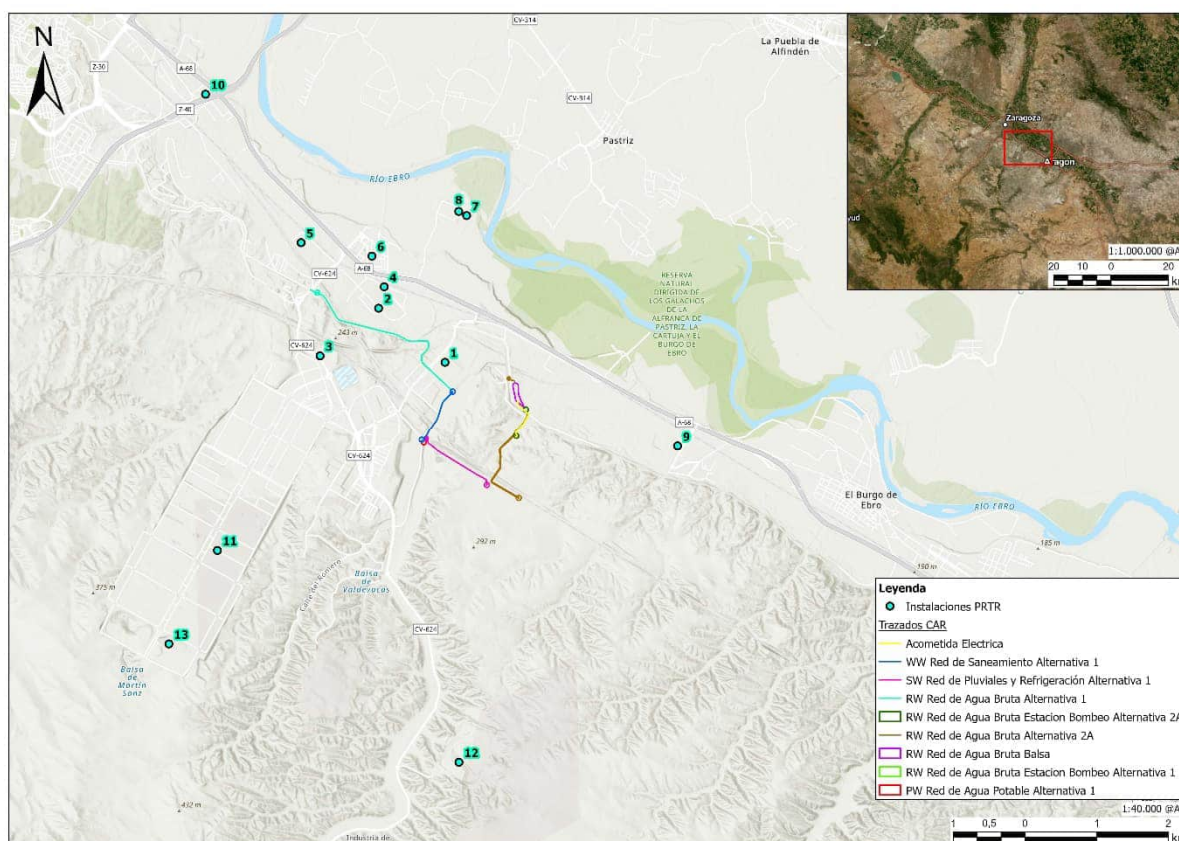 N
Z-30
A-68
Z-40
10
CV-314
La Puebla de
Alfindén
CV-314
Pastriz
RÍO EBRO
8
7
5
6
A-68
CV-624
4
2
243 m
CV-624
3
1
RESERVA
NATURAL
DIRIGIDA DE
LOS GALACHOS
DE LA
ALFRANCA DE
PASTRIZ, LA
CARTUJA Y EL
BURGO DE
EBRO
A-68
9
CV-624
El Burgo de
Ebro
RÍO EBRO
292 m
185 m
190 m
11
375 m
Calle del Romero
Balsa
de
Valdeurcas
CV-624
13
Balsa
de
Martín
Sanz
12
432 m
Industria de
Zaragoza
Aragon
yud
1:1.000.000 @A
20 10 0 20
k
Leyenda
Instalaciones PRTR
Trazados CAR
Acometida Electrica
WW Red de Saneamiento Alternativa 1
SW Red de Pluviales y Refrigeración Alternativa 1
RW Red de Agua Bruta Alternativa 1
RW Red de Agua Bruta Estacion Bombeo Alternativa 2A
RW Red de Agua Bruta Alternativa 2A
RW Red de Agua Bruta Balsa
RW Red de Agua Bruta Estacion Bombeo Alternativa 1
PW Red de Agua Potable Alternativa 1
1:40.000 @A
1 0,5 0 1 2
k